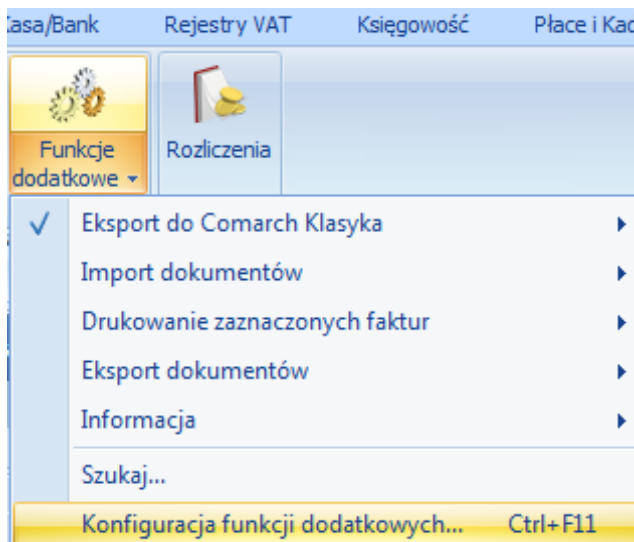 Kasa/Bank Rejestry VAT Księgowość Płace i Kad
Funkcje
dodatkowe
Rozliczenia
Eksport do Comarch Klasyka
Import dokumentów
Drukowanie zaznaczonych faktur
Eksport dokumentów
Informacja
Szukaj...
Konfiguracja funkcji dodatkowych... Ctrl+F11